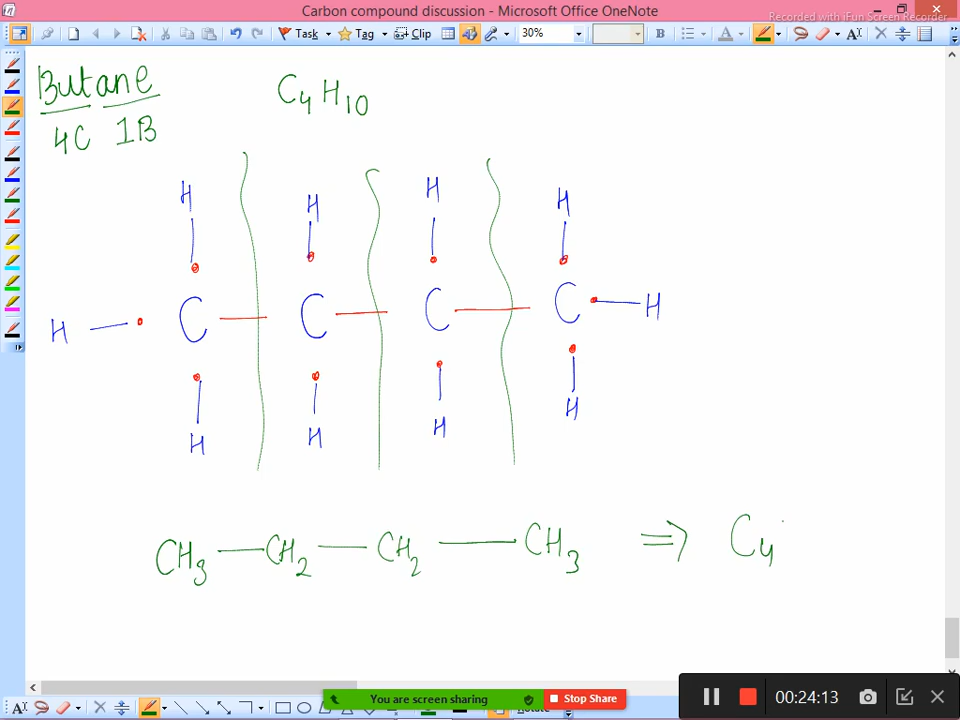 Carbon compound discussion - Microsoft Office OneNote
Recorded with iFun Screen Recorder
Task Tag Clip 30% B A
Butane C4H10
4C 1B
H H H H
H — C — C — C — C — H
H H H H
CH3 — CH2 — CH2 — CH3 ⇒ C4
You are screen sharing Stop Share
00:24:13